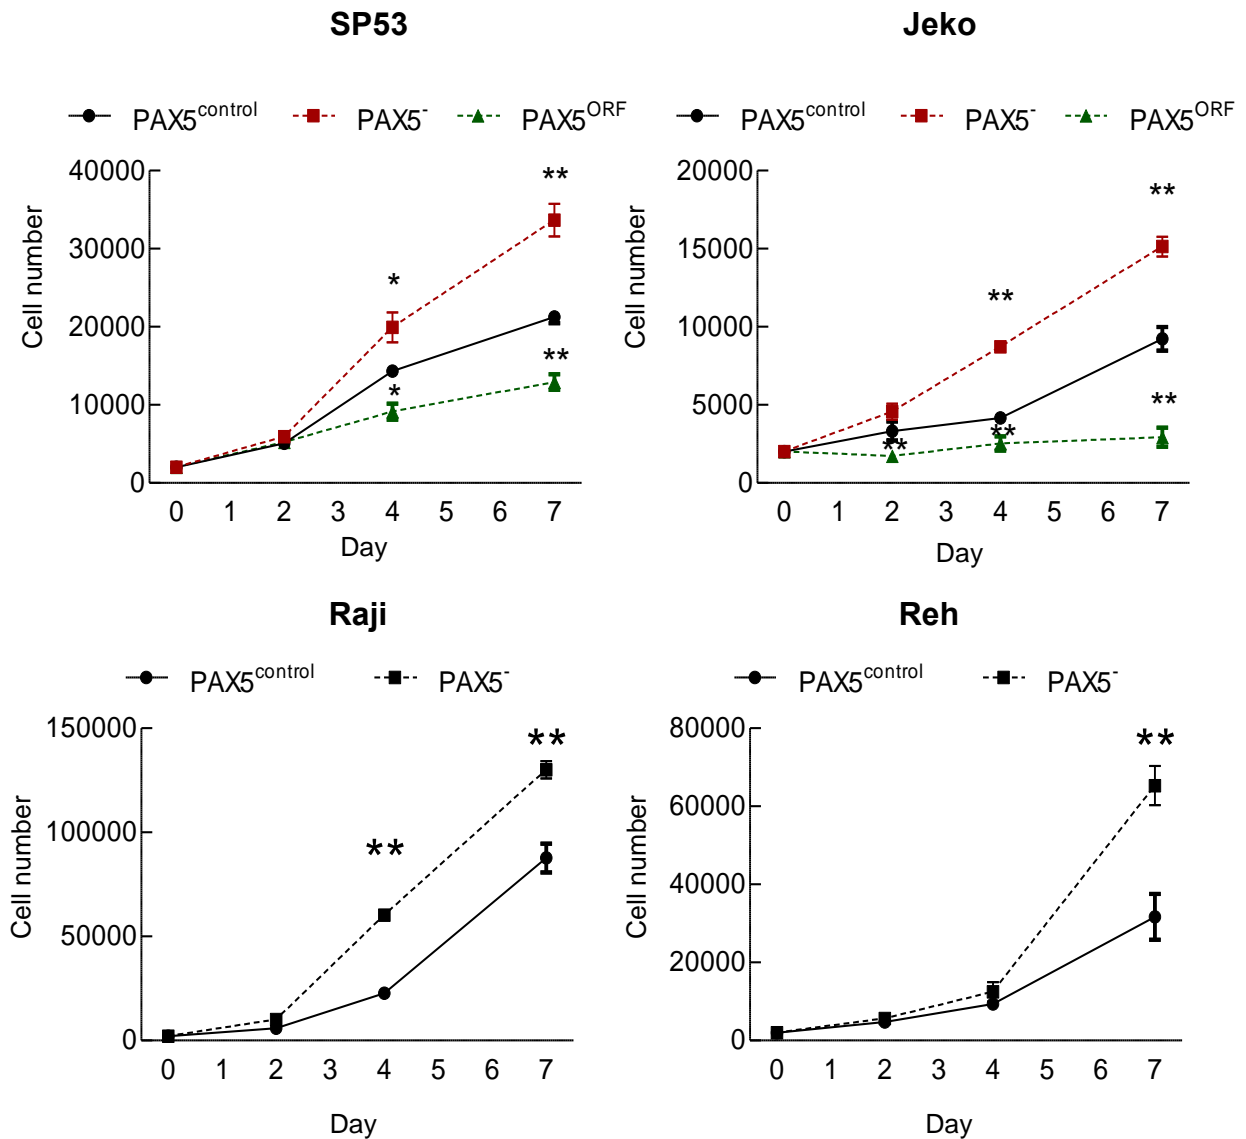 SP53
PAX5control PAX5- PAX5ORF
40000
30000
20000
10000
0
Cell number
**
*
*
**
0 1 2 3 4 5 6 7
Day
Jeko
PAX5control PAX5- PAX5ORF
20000
15000
10000
5000
0
Cell number
**
**
**
**
**
0 1 2 3 4 5 6 7
Day
Raji
PAX5control PAX5-
150000
100000
50000
0
Cell number
**
**
0 1 2 3 4 5 6 7
Day
Reh
PAX5control PAX5-
80000
60000
40000
20000
0
Cell number
**
0 1 2 3 4 5 6 7
Day